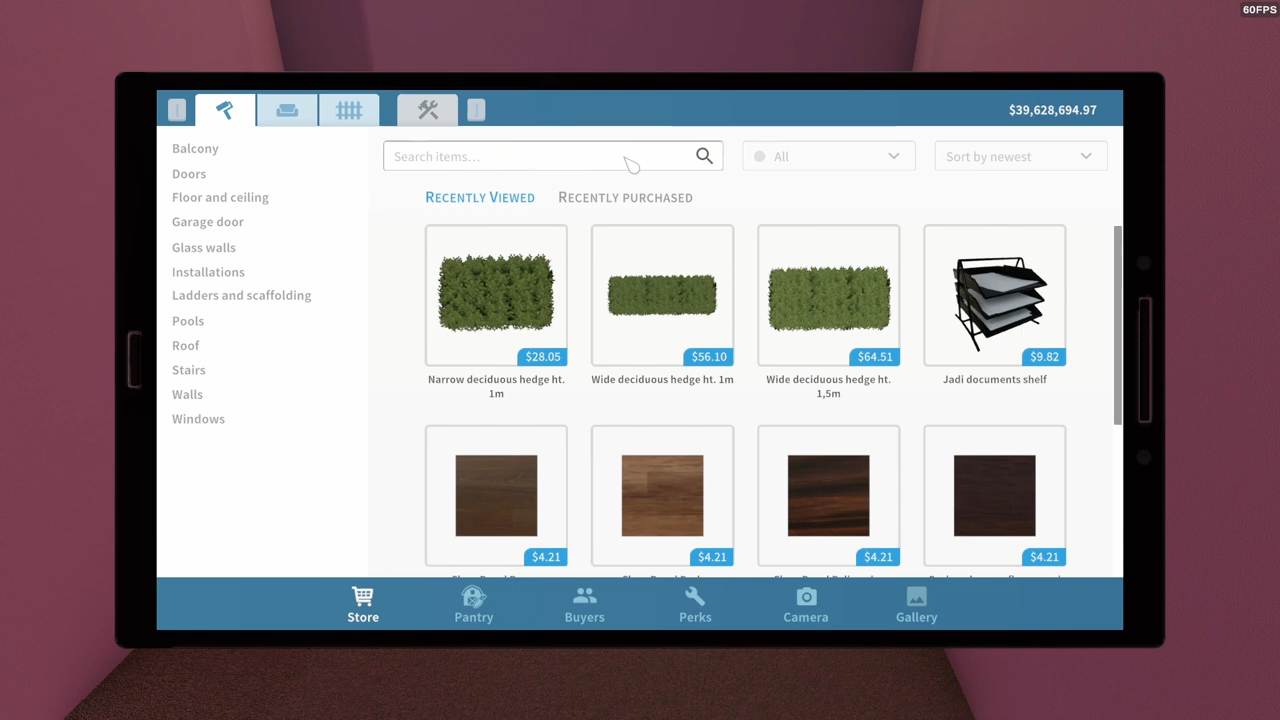 60FPS
$39,628,694.97
Search items...
All
Sort by newest
Balcony
Doors
Floor and ceiling
Garage door
Glass walls
Installations
Ladders and scaffolding
Pools
Roof
Stairs
Walls
Windows
RECENTLY VIEWED
RECENTLY PURCHASED
$28.05
$56.10
$64.51
$9.82
Narrow deciduous hedge ht.
1m
Wide deciduous hedge ht. 1m
Wide deciduous hedge ht.
1,5m
Jadi documents shelf
$4.21
$4.21
$4.21
$4.21
Store
Pantry
Buyers
Perks
Camera
Gallery